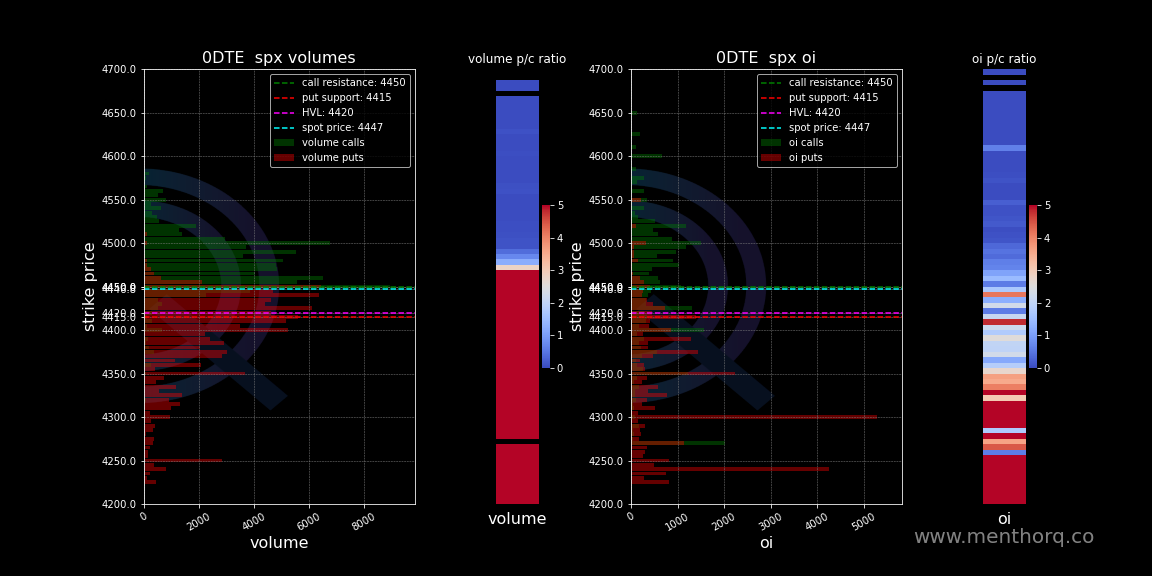 0DTE  spx volumes
volume p/c ratio
0DTE  spx oi
oi p/c ratio
call resistance: 4450
put support: 4415
HVL: 4420
spot price: 4447
volume calls
volume puts
call resistance: 4450
put support: 4415
HVL: 4420
spot price: 4447
oi calls
oi puts
strike price
4700.0
4650.0
4600.0
4550.0
4500.0
4450.0
4420.0
4400.0
4350.0
4300.0
4250.0
4200.0
0
2000
4000
6000
8000
volume
5
4
3
2
1
0
volume
strike price
4700.0
4650.0
4600.0
4550.0
4500.0
4450.0
4420.0
4400.0
4350.0
4300.0
4250.0
4200.0
0
1000
2000
3000
4000
5000
oi
5
4
3
2
1
0
oi
www.menthorq.co